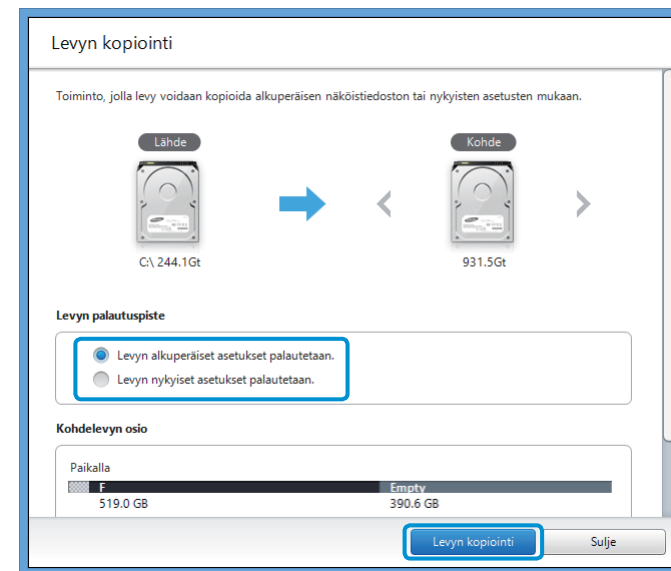 Levyn kopiointi
Toiminto, jolla levy voidaan kopioida alkuperäisen näköistiedoston tai nykyisten asetusten mukaan.
Lähde
Kohde
C:\ 244.1Gt
931.5Gt
Levyn palautuspiste
Levyn alkuperäiset asetukset palautetaan.
Levyn nykyiset asetukset palautetaan.
Kohdelevyn osio
Paikalla
F
Empty
519.0 GB
390.6 GB
Levyn kopiointi
Sulje